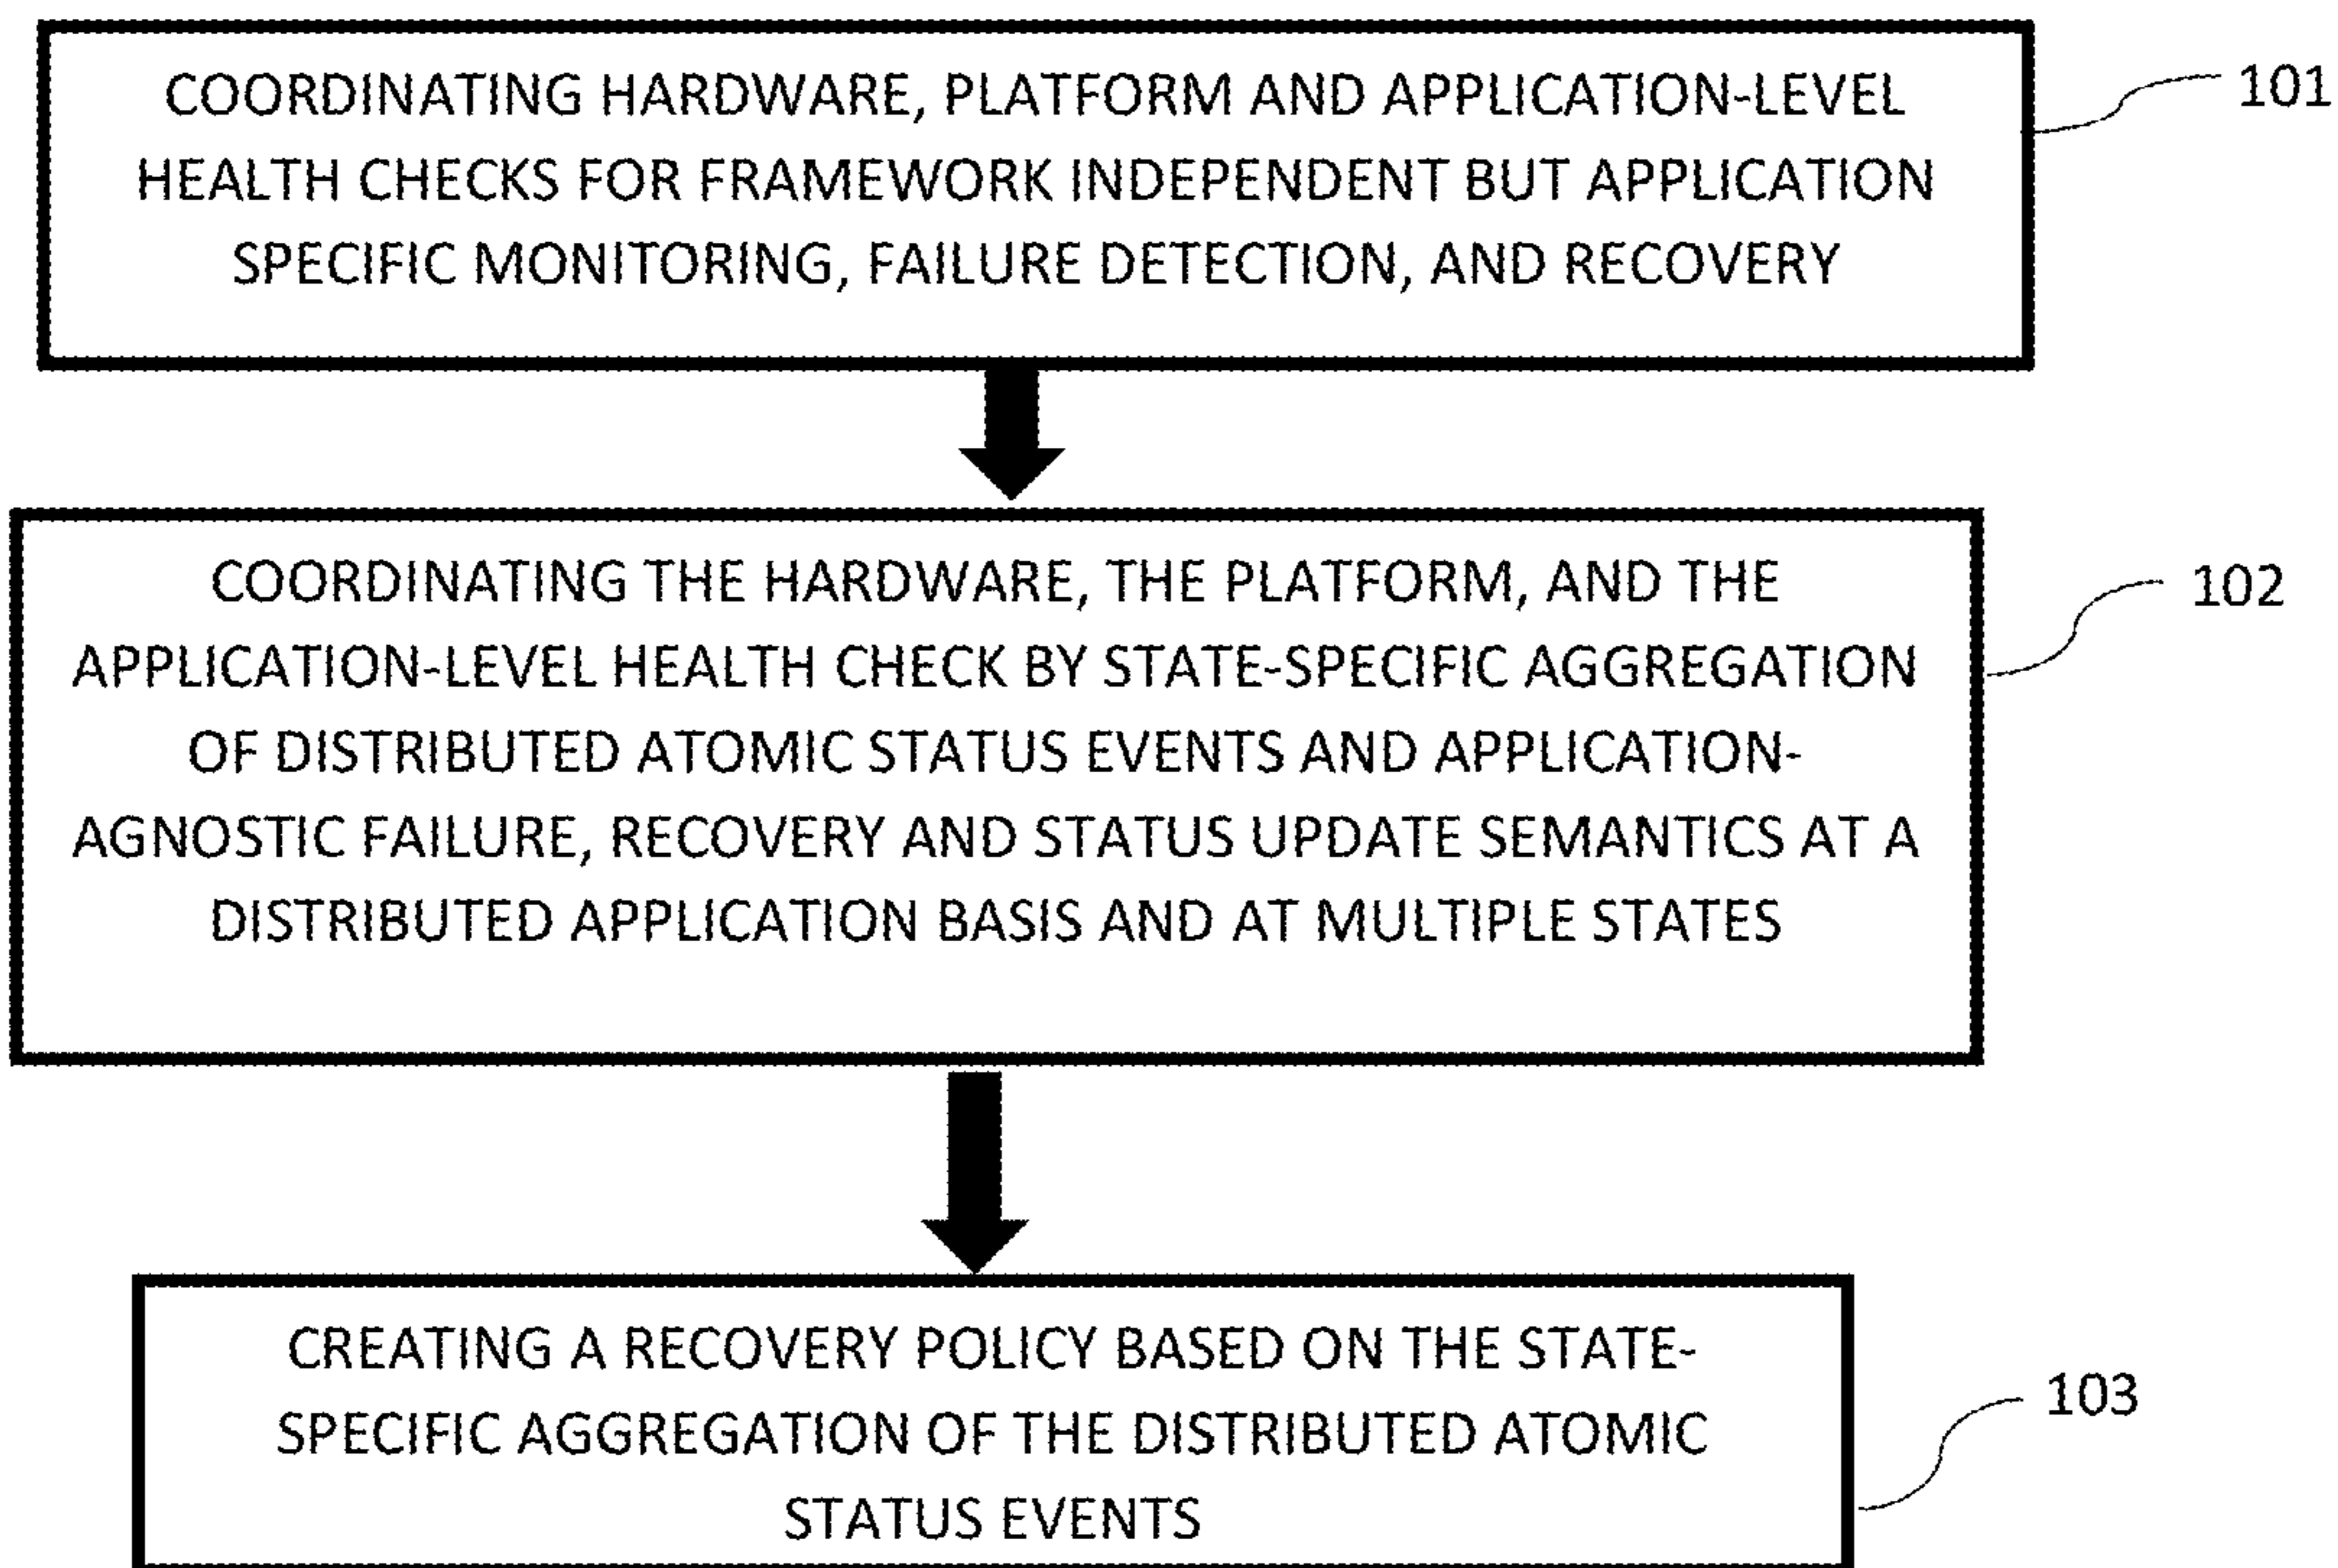 COORDINATING HARDWARE, PLATFORM AND APPLICATION-LEVEL
HEALTH CHECKS FOR FRAMEWORK INDEPENDENT BUT APPLICATION
SPECIFIC MONITORING, FAILURE DETECTION, AND RECOVERY
101
COORDINATING THE HARDWARE, THE PLATFORM, AND THE
APPLICATION-LEVEL HEALTH CHECK BY STATE-SPECIFIC AGGREGATION
OF DISTRIBUTED ATOMIC STATUS EVENTS AND APPLICATION-
AGNOSTIC FAILURE, RECOVERY AND STATUS UPDATE SEMANTICS AT A
DISTRIBUTED APPLICATION BASIS AND AT MULTIPLE STATES
102
CREATING A RECOVERY POLICY BASED ON THE STATE-
SPECIFIC AGGREGATION OF THE DISTRIBUTED ATOMIC
STATUS EVENTS
103